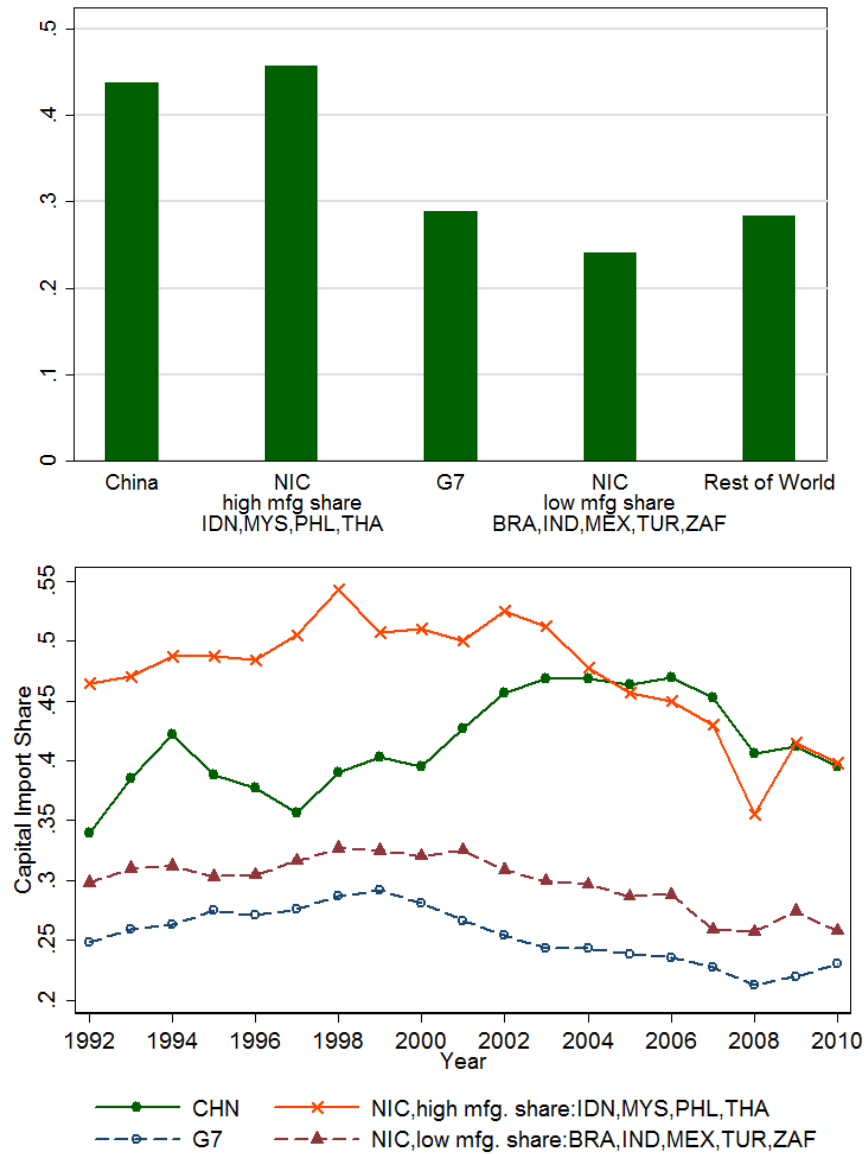 .5
.4
.3
.2
.1
0
China NIC G7 NIC Rest of World
high mfg share low mfg share
IDN,MYS,PHL,THA BRA,IND,MEX,TUR,ZAF
Capital Import Share
.55
.5
.45
.4
.35
.3
.25
.2
1992 1994 1996 1998 2000 2002 2004 2006 2008 2010
Year
CHN NIC,high mfg. share:IDN,MYS,PHL,THA
G7 NIC,low mfg. share:BRA,IND,MEX,TUR,ZAF